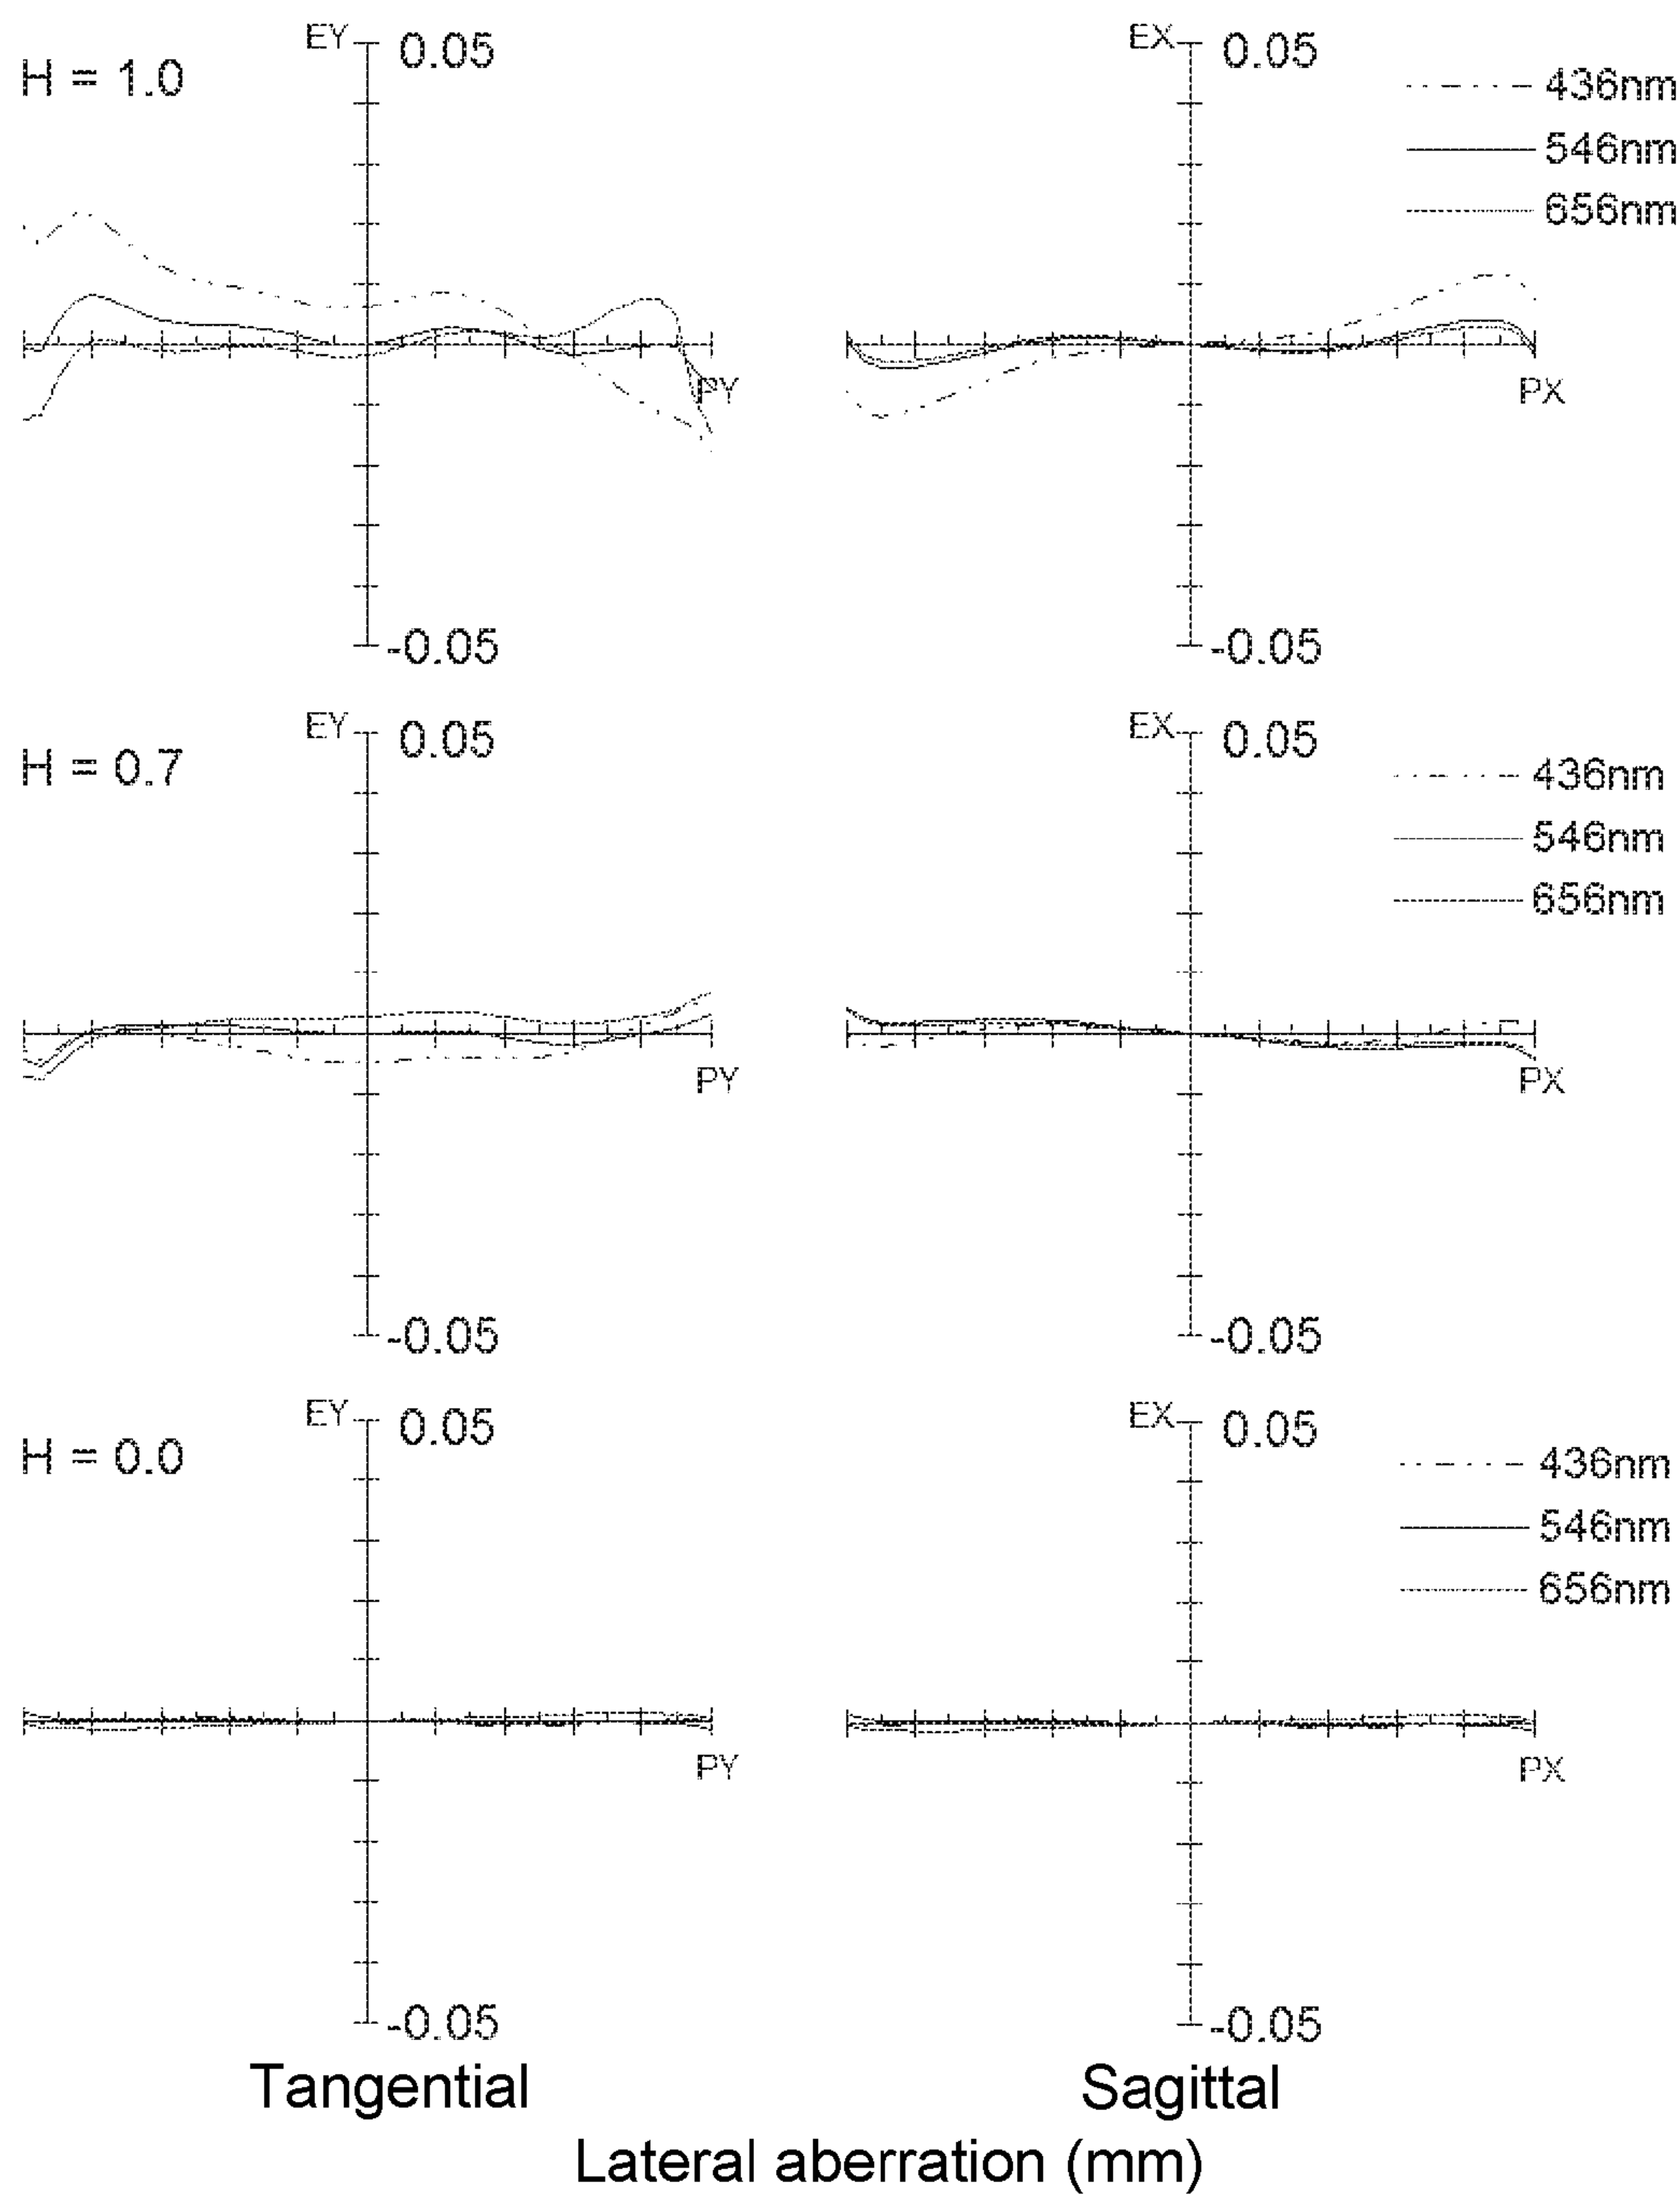 H = 1.0
EY 0.05
EX 0.05
436nm
546nm
656nm
PY
PX
-0.05
-0.05
H = 0.7
EY 0.05
EX 0.05
436nm
546nm
656nm
PY
PX
-0.05
-0.05
H = 0.0
EY 0.05
EX 0.05
436nm
546nm
656nm
PY
PX
-0.05
-0.05
Tangential
Sagittal
Lateral aberration (mm)